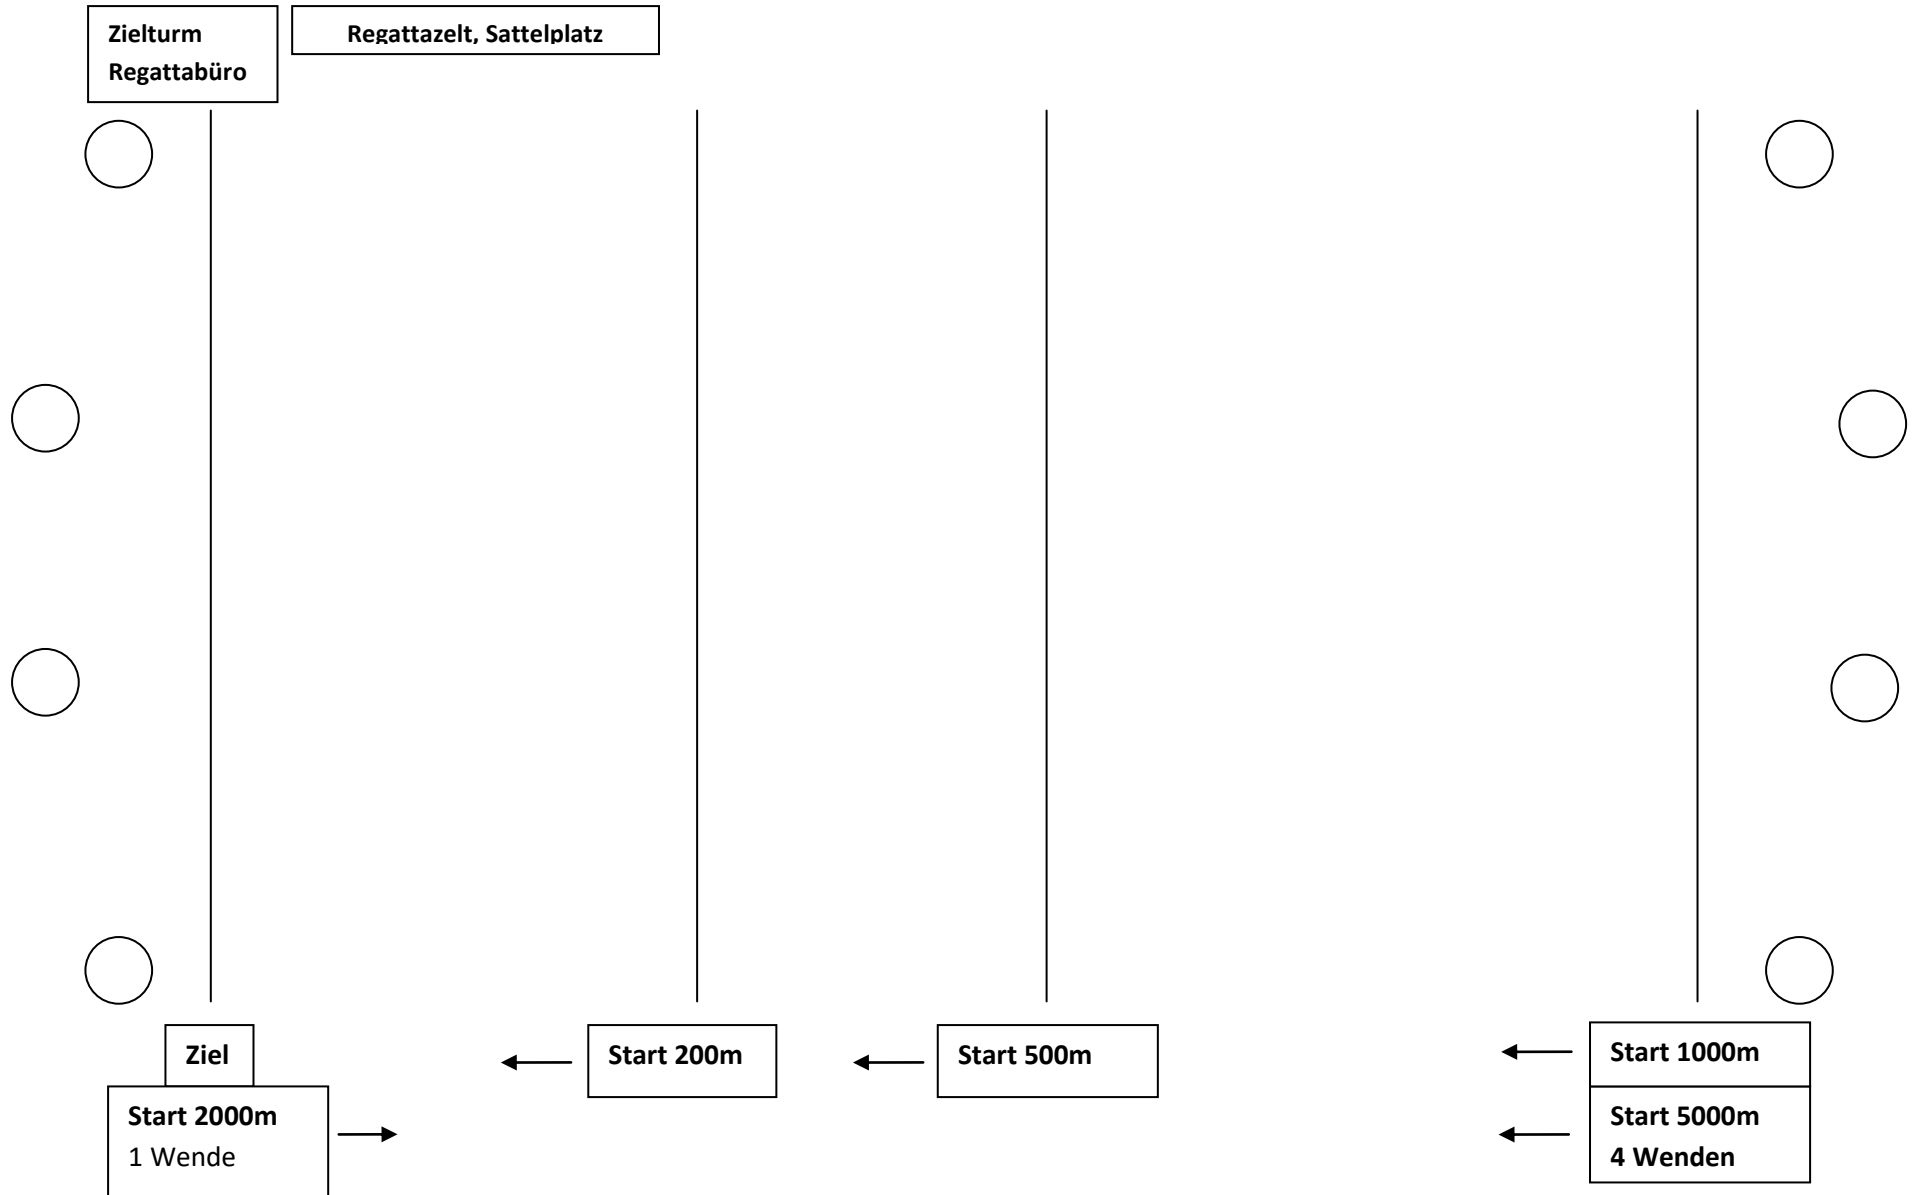 Zielturm
Regattabüro
Regattazelt, Sattelplatz
Ziel
Start 200m
Start 500m
Start 1000m
Start 2000m
1 Wende
Start 5000m
4 Wenden